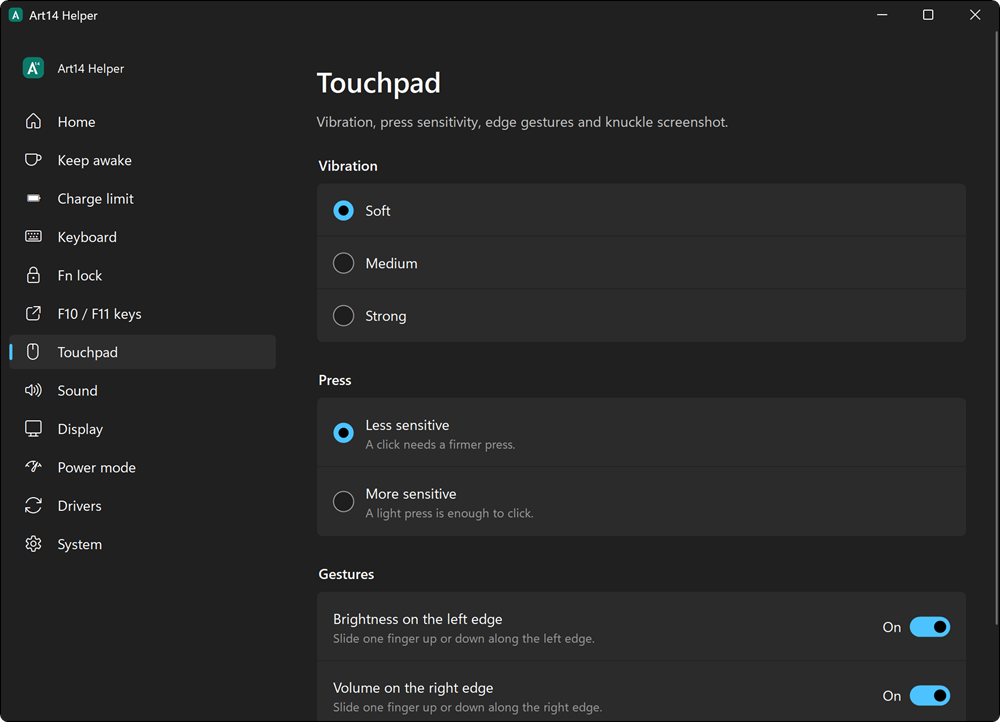 Art14 Helper
Art14 Helper
Home
Keep awake
Charge limit
Keyboard
Fn lock
F10 / F11 keys
Touchpad
Sound
Display
Power mode
Drivers
System
Touchpad
Vibration, press sensitivity, edge gestures and knuckle screenshot.
Vibration
Soft
Medium
Strong
Press
Less sensitive
A click needs a firmer press.
More sensitive
A light press is enough to click.
Gestures
Brightness on the left edge
Slide one finger up or down along the left edge.
On
Volume on the right edge
Slide one finger up or down along the right edge.
On